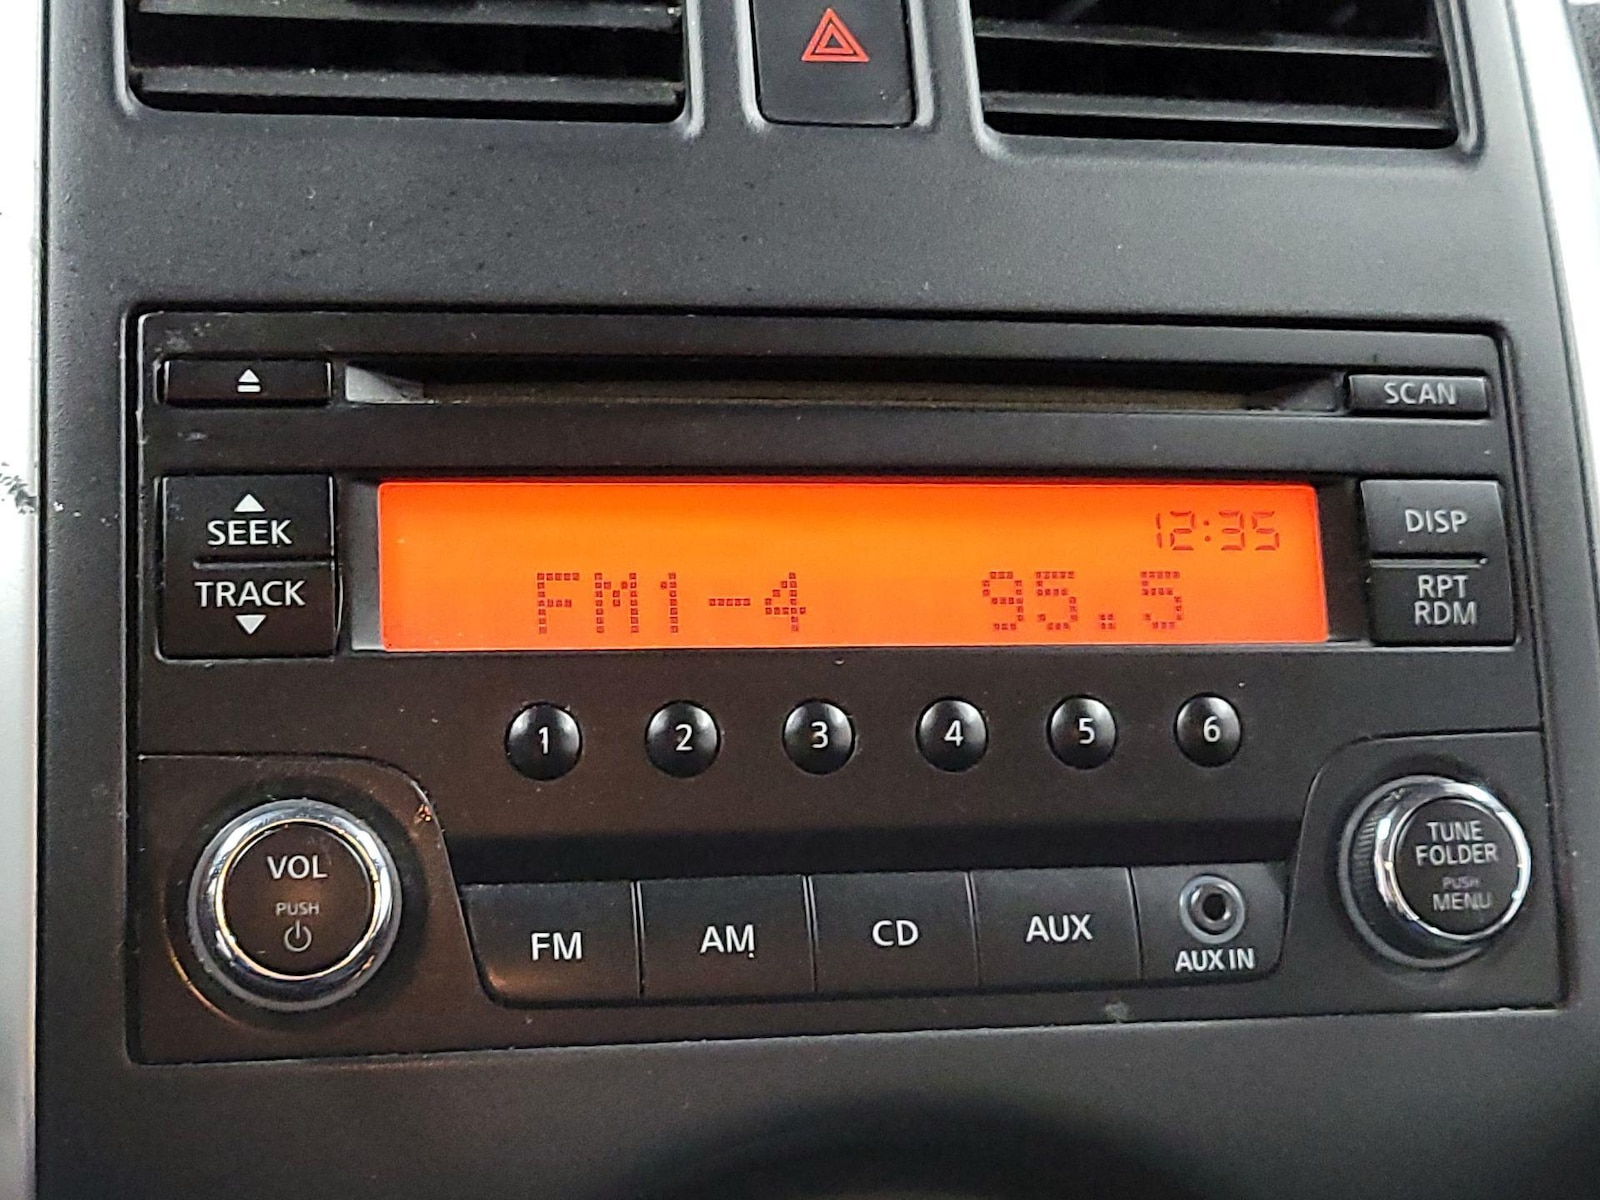 SCAN
SEEK
TRACK
12:35
FM1-4 95.5
DISP
RPT
RDM
1 2 3 4 5 6
VOL
PUSH
FM AM CD AUX
AUX IN
TUNE
FOLDER
PUSH
MENU